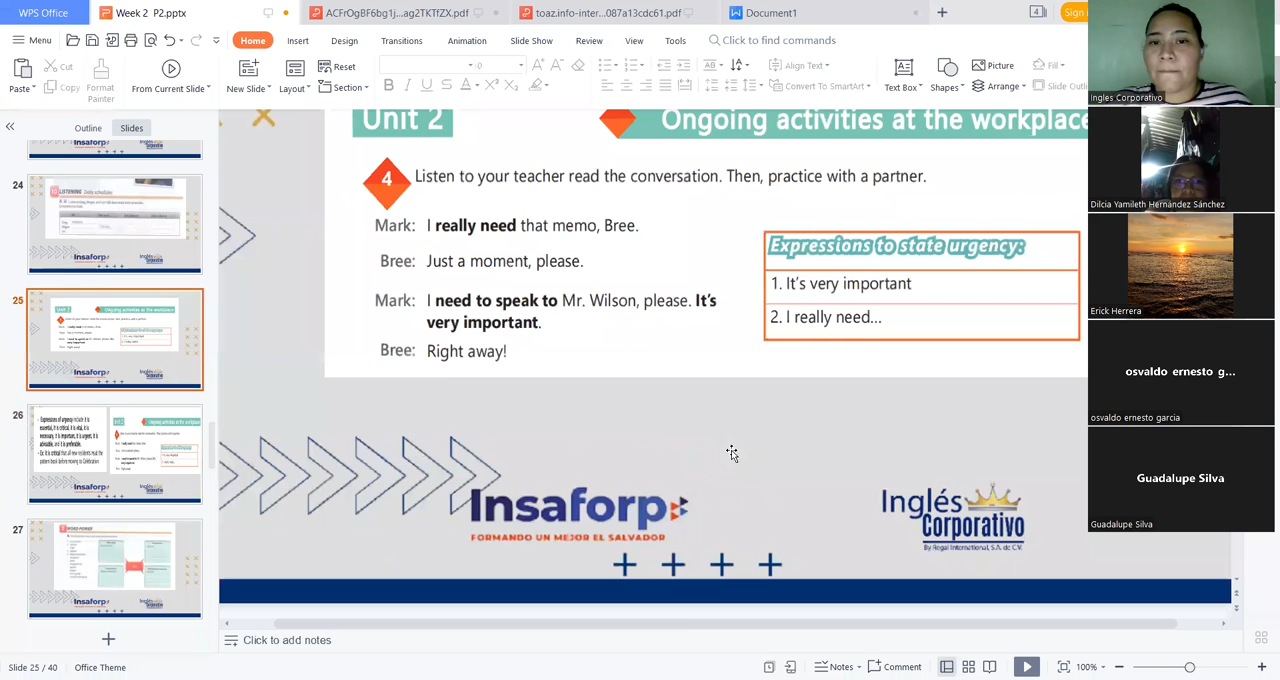 WPS Office
Week 2 P2.pptx
ACFrOgBF6bg1j...ag2TKTfZX.pdf
toaz.info-inter...087a13cdc61.pdf
Document1
4
Sign i
Menu
Home
Insert
Design
Transitions
Animation
Slide Show
Review
View
Tools
Click to find commands
Paste
Cut
Copy
Format
Painter
From Current Slide
New Slide
Layout
Reset
Section
0
B I U S A X² X₂
AB
Align Text
Convert To SmartArt
Text Box
Shapes
Picture
Arrange
Fill
Slide Outli
Outline
Slides
24
25
26
27
Unit 2
Ongoing activities at the workplace
4
Listen to your teacher read the conversation. Then, practice with a partner.
Mark: I really need that memo, Bree.
Bree: Just a moment, please.
Mark: I need to speak to Mr. Wilson, please. It's
very important.
Bree: Right away!
Expressions to state urgency:
1. It's very important
2. I really need...
Insaforp
FORMANDO UN MEJOR EL SALVADOR
Inglés
Corporativo
By Regal International, S.A. de C.V.
Ingles Corporativo
Dilcia Yamileth Hernandez Sánchez
Erick Herrera
osvaldo ernesto g...
osvaldo ernesto garcia
Guadalupe Silva
Guadalupe Silva
Click to add notes
Slide 25 / 40
Office Theme
Notes
Comment
100%